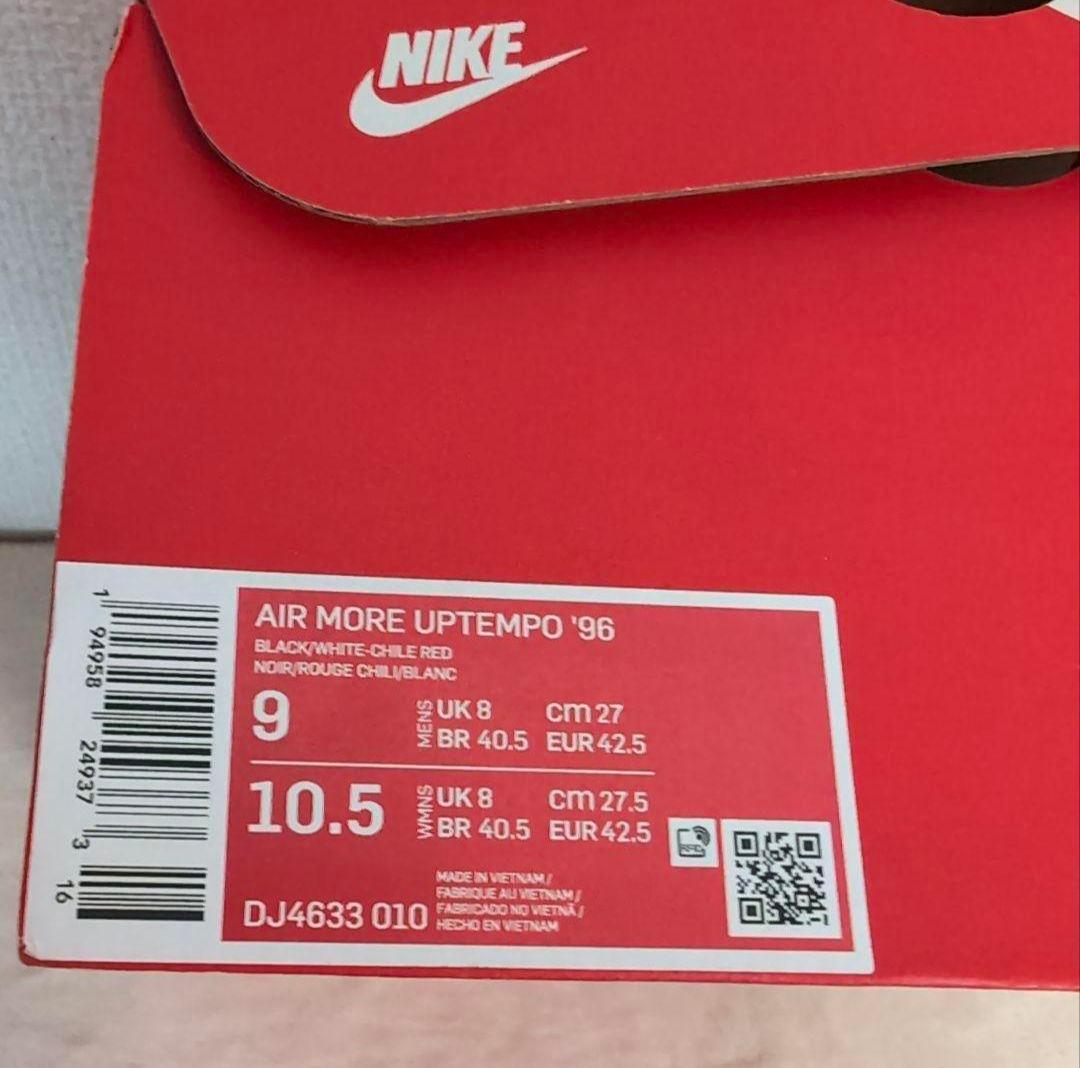 NIKE
AIR MORE UPTEMPO '96
BLACK/WHITE-CHILE RED
NOIR/ROUGE CHILI/BLANC
9 MENS UK 8 cm 27
BR 40.5 EUR 42.5
10.5 WMNS UK 8 cm 27.5
BR 40.5 EUR 42.5
RFID
MADE IN VIETNAM /
FABRIQUE AU VIETNAM /
FABRICADO NO VIETNÃ /
HECHO EN VIETNAM
DJ4633 010
1 94958 24937 3 16